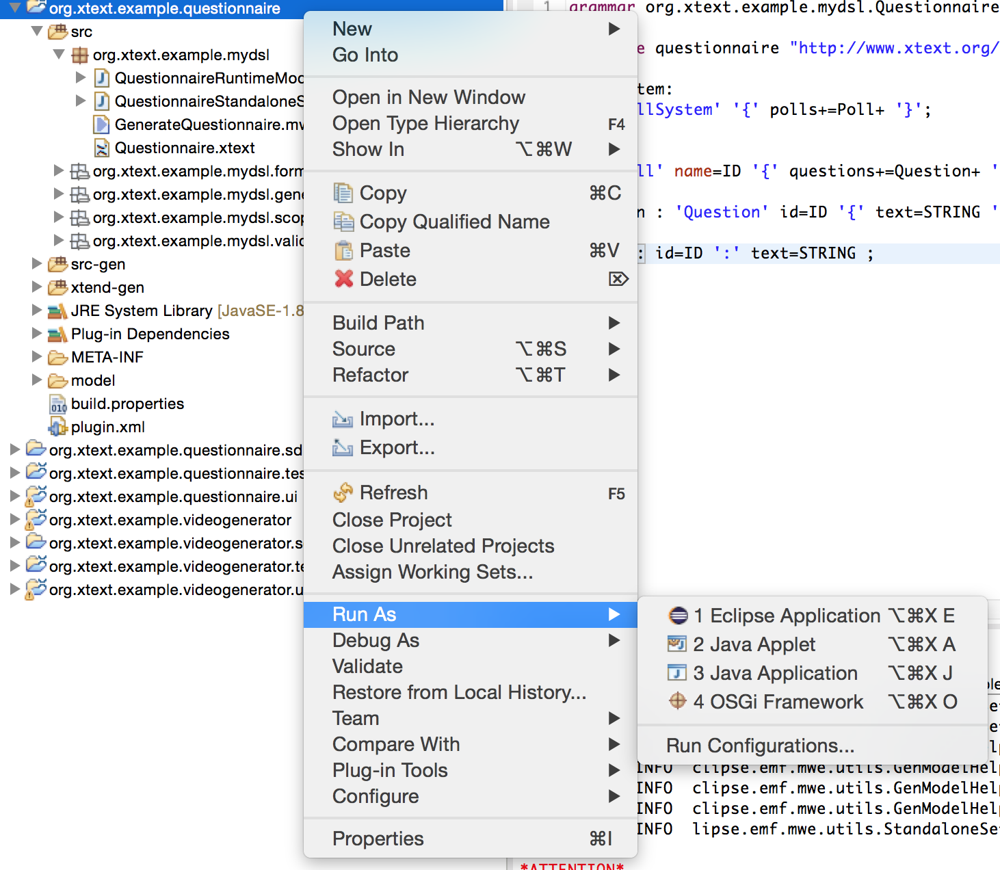 org.xtext.example.questionnaire
src
org.xtext.example.mydsl
QuestionnaireRuntimeMod
QuestionnaireStandaloneS
GenerateQuestionnaire.mw
Questionnaire.xtext
org.xtext.example.mydsl.form
org.xtext.example.mydsl.gene
org.xtext.example.mydsl.scop
org.xtext.example.mydsl.valid
src-gen
xtend-gen
JRE System Library [JavaSE-1.8
Plug-in Dependencies
META-INF
model
build.properties
plugin.xml
org.xtext.example.questionnaire.sd
org.xtext.example.questionnaire.tes
org.xtext.example.questionnaire.ui
org.xtext.example.videogenerator
org.xtext.example.videogenerator.s
org.xtext.example.videogenerator.te
org.xtext.example.videogenerator.u
New
Go Into
Open in New Window
Open Type Hierarchy F4
Show In ⌥⌘W
Copy ⌘C
Copy Qualified Name
Paste ⌘V
Delete ⌦
Build Path
Source ⌥⌘S
Refactor ⌥⌘T
Import...
Export...
Refresh F5
Close Project
Close Unrelated Projects
Assign Working Sets...
Run As
Debug As
Validate
Restore from Local History...
Team
Compare With
Plug-in Tools
Configure
Properties ⌘I
1 Eclipse Application ⌥⌘X E
2 Java Applet ⌥⌘X A
3 Java Application ⌥⌘X J
4 OSGi Framework ⌥⌘X O
Run Configurations...
1 grammar org.xtext.example.mydsl.Questionnaire
e questionnaire "http://www.xtext.org/
tem:
llSystem' '{' polls+=Poll+ '}';
ll' name=ID '{' questions+=Question+ '
n : 'Question' id=ID '{' text=STRING '
: id=ID ':' text=STRING ;
INFO clipse.emf.mwe.utils.GenModelHelp
INFO clipse.emf.mwe.utils.GenModelHelp
INFO clipse.emf.mwe.utils.GenModelHelp
INFO lipse.emf.mwe.utils.StandaloneSe
*ATTENTION*